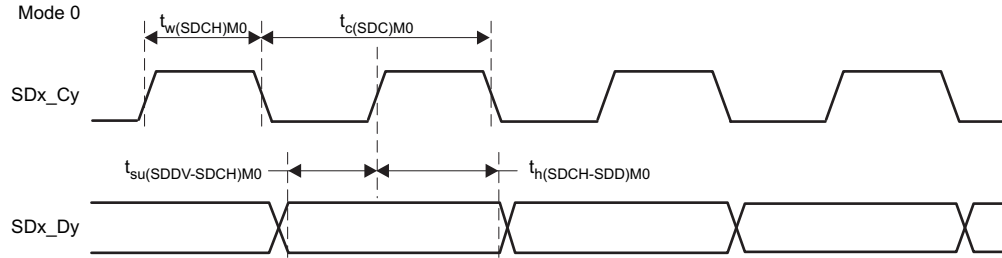 Mode 0
tw(SDCH)M0 tc(SDC)M0
SDx_Cy
tsu(SDDV-SDCH)M0 th(SDCH-SDD)M0
SDx_Dy